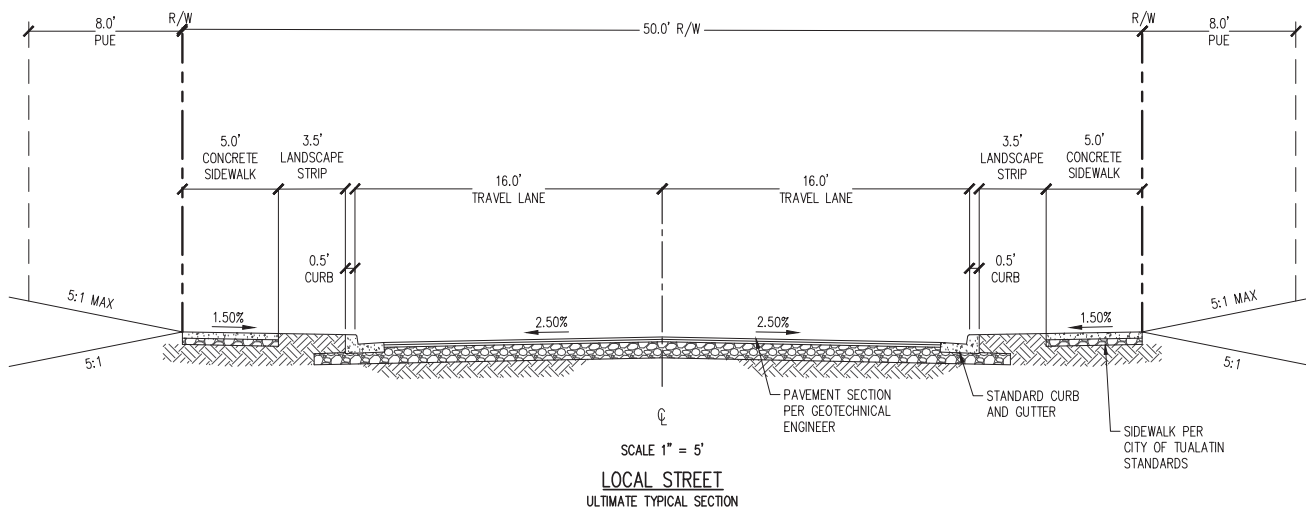 8.0'
PUE
R/W
50.0' R/W
R/W
8.0'
PUE
5.0'
CONCRETE
SIDEWALK
3.5'
LANDSCAPE
STRIP
16.0'
TRAVEL LANE
16.0'
TRAVEL LANE
3.5'
LANDSCAPE
STRIP
5.0'
CONCRETE
SIDEWALK
0.5'
CURB
0.5'
CURB
5:1 MAX
1.50%
2.50%
2.50%
1.50%
5:1 MAX
5:1
5:1
PAVEMENT SECTION
PER GEOTECHNICAL
ENGINEER
STANDARD CURB
AND GUTTER
SIDEWALK PER
CITY OF TUALATIN
STANDARDS
℄
SCALE 1" = 5'
LOCAL STREET
ULTIMATE TYPICAL SECTION